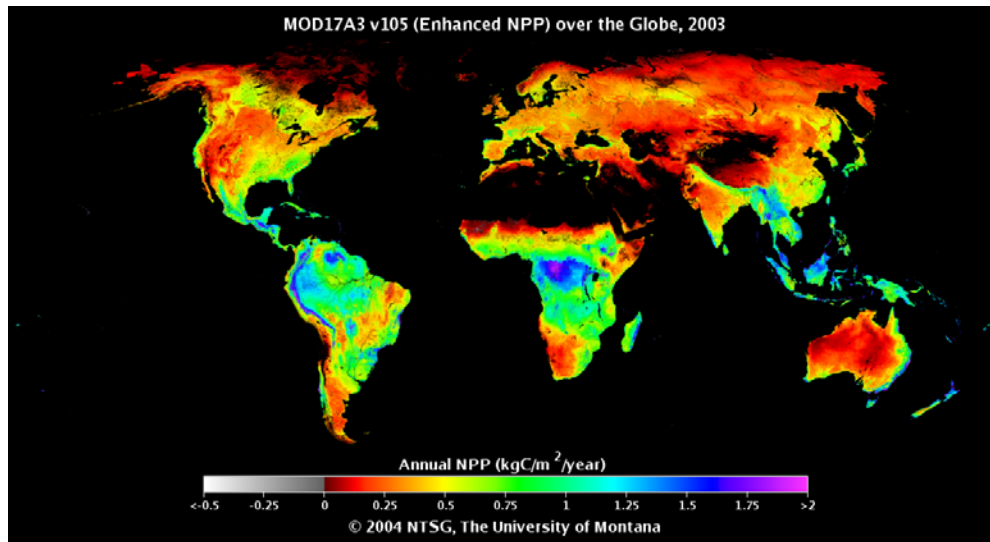 MOD17A3 v105 (Enhanced NPP) over the Globe, 2003
Annual NPP (kgC/m²/year)
<-0.5 -0.25 0 0.25 0.5 0.75 1 1.25 1.5 1.75 >2
© 2004 NTSG, The University of Montana